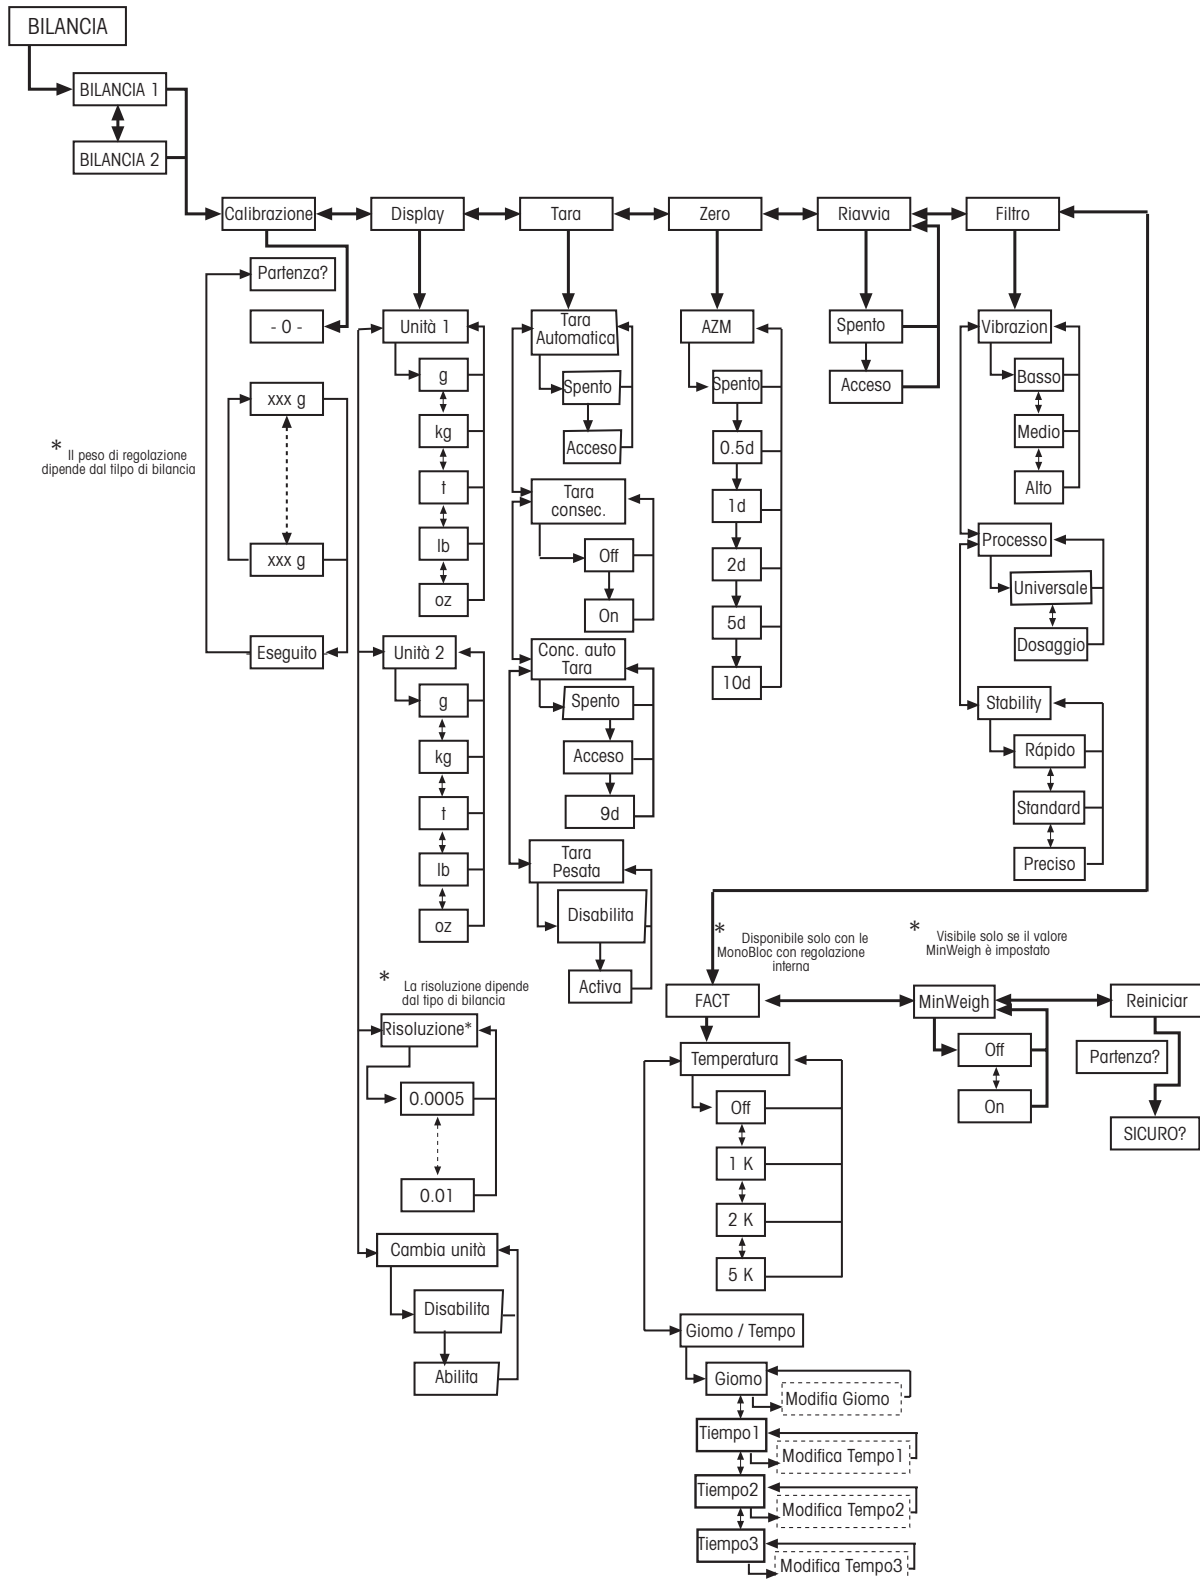 BILANCIA
BILANCIA 1
BILANCIA 2
Calibrazione
Display
Tara
Zero
Riavvia
Filtro
Partenza?
- 0 -
xxx g
* Il peso di regolazione
dipende dal tilpo di bilancia
xxx g
Eseguito
Unità 1
g
kg
t
lb
oz
Unità 2
g
kg
t
lb
oz
* La risoluzione dipende
dal tipo di bilancia
Risoluzione*
0.0005
0.01
Cambia unità
Disabilita
Abilita
Tara
Automatica
Spento
Acceso
Tara
consec.
Off
On
Conc. auto
Tara
Spento
Acceso
9d
Tara
Pesata
Disabilita
Activa
AZM
Spento
0.5d
1d
2d
5d
10d
Spento
Acceso
Vibrazion
Basso
Medio
Alto
Processo
Universale
Dosaggio
Stability
Rápido
Standard
Preciso
* Disponibile solo con le
MonoBloc con regolazione
interna
* Visibile solo se il valore
MinWeigh è impostato
FACT
MinWeigh
Reiniciar
Temperatura
Off
1 K
2 K
5 K
Off
On
Partenza?
SICURO?
Giomo / Tempo
Giomo
Modifia Giomo
Tiempo1
Modifica Tempo1
Tiempo2
Modifica Tempo2
Tiempo3
Modifica Tempo3